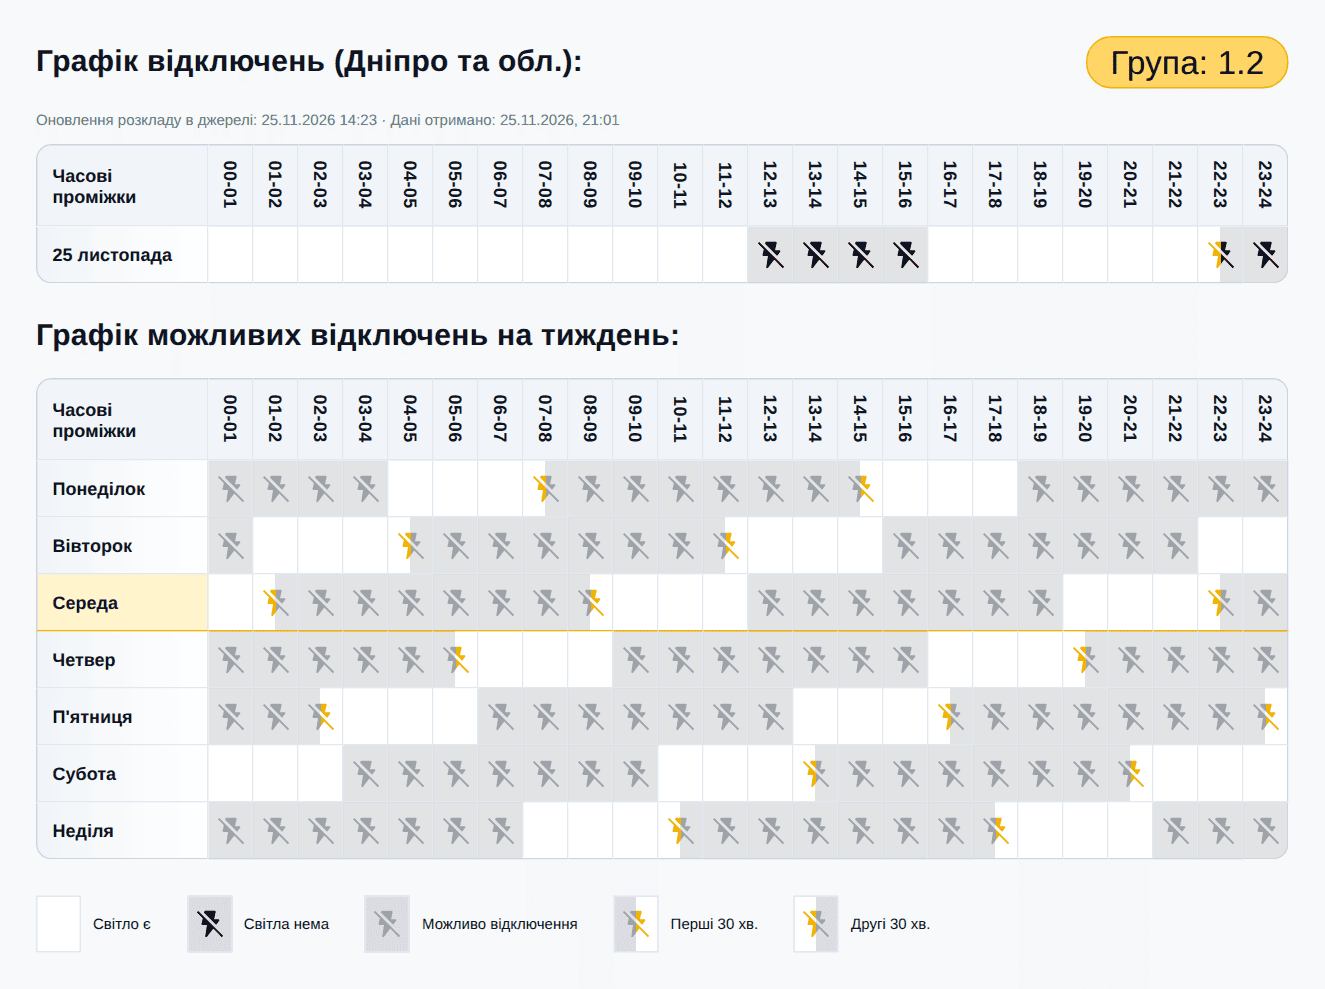 Графік відключень (Дніпро та обл.):
Група: 1.2
Оновлення розкладу в джерелі: 25.11.2026 14:23 · Дані отримано: 25.11.2026, 21:01
Часові проміжки 00-01 01-02 02-03 03-04 04-05 05-06 06-07 07-08 08-09 09-10 10-11 11-12 12-13 13-14 14-15 15-16 16-17 17-18 18-19 19-20 20-21 21-22 22-23 23-24
25 листопада
Графік можливих відключень на тиждень:
Часові проміжки 00-01 01-02 02-03 03-04 04-05 05-06 06-07 07-08 08-09 09-10 10-11 11-12 12-13 13-14 14-15 15-16 16-17 17-18 18-19 19-20 20-21 21-22 22-23 23-24
Понеділок
Вівторок
Середа
Четвер
П'ятниця
Субота
Неділя
Світло є Світла нема Можливо відключення Перші 30 хв. Другі 30 хв.